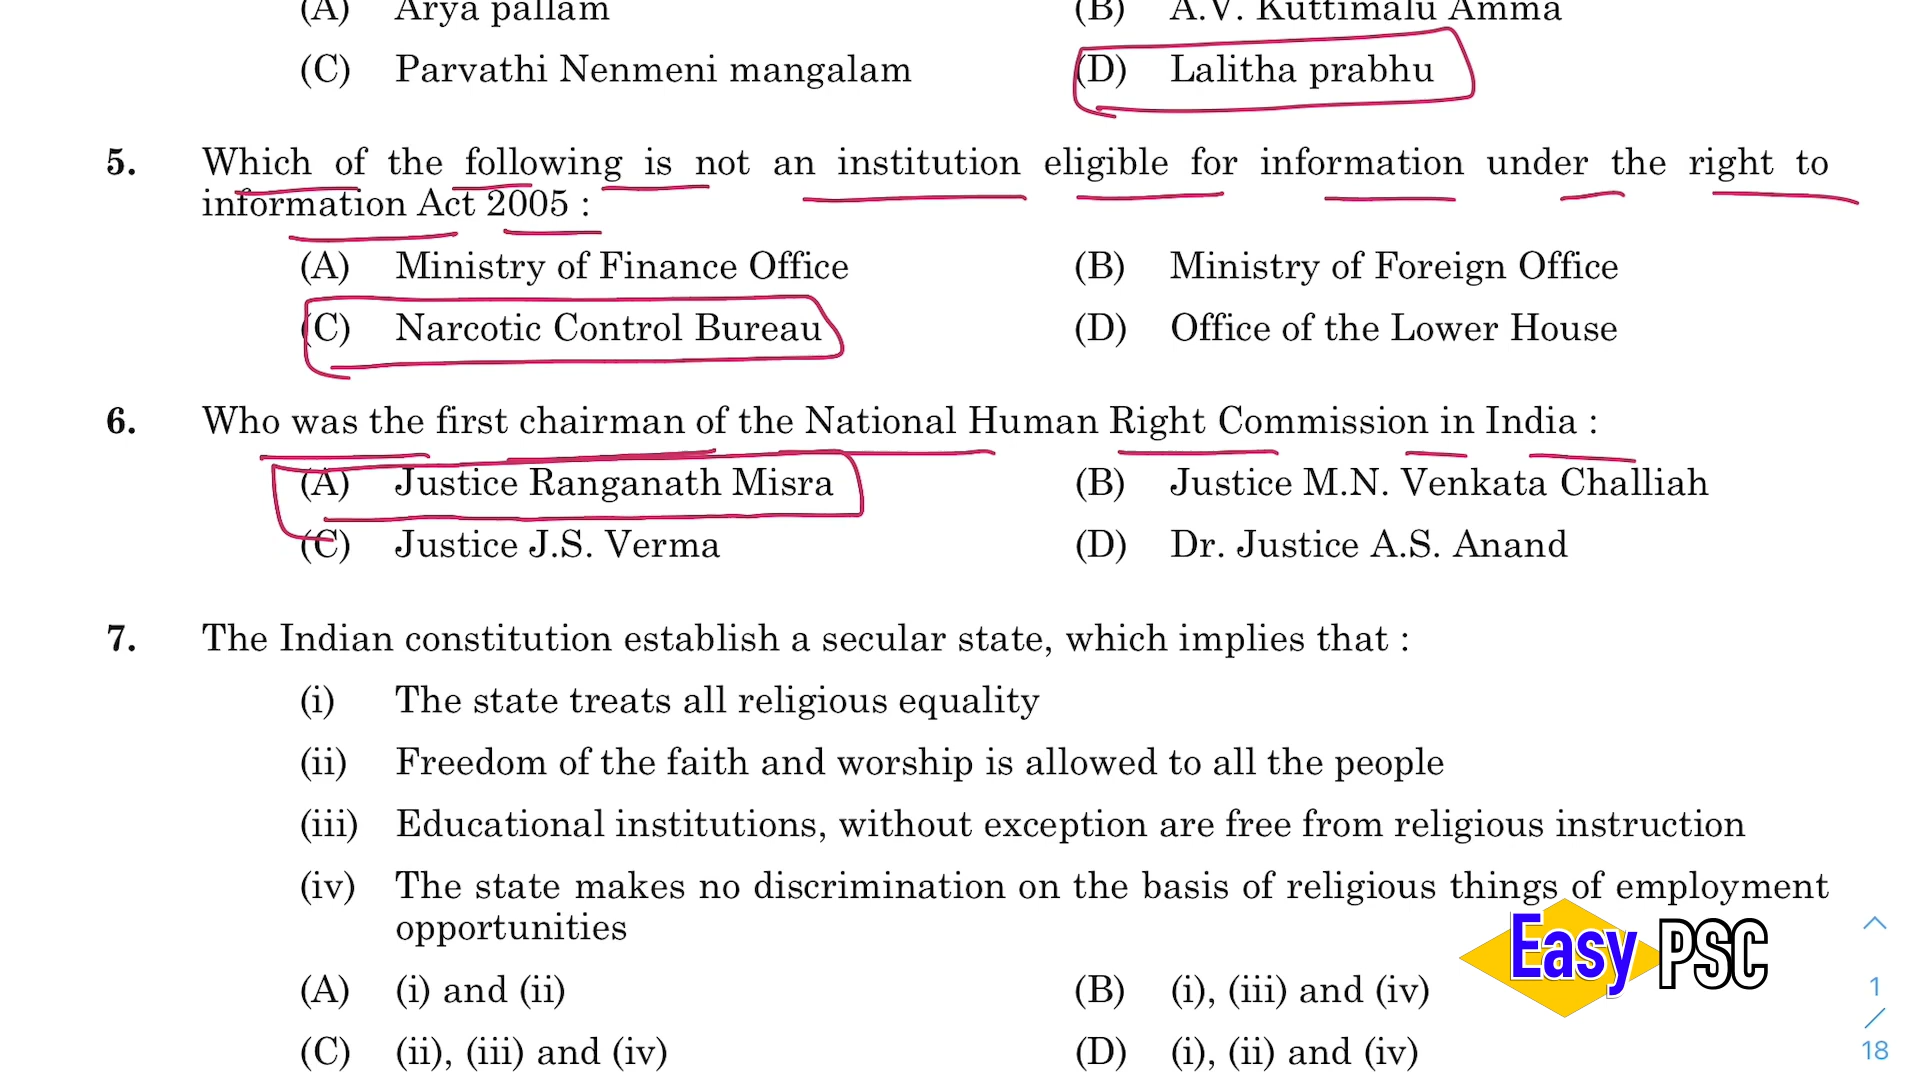 (A) Arya pallam (B) A.V. Kuttimalu Amma
(C) Parvathi Nenmeni mangalam (D) Lalitha prabhu
5. Which of the following is not an institution eligible for information under the right to
information Act 2005 :
(A) Ministry of Finance Office (B) Ministry of Foreign Office
(C) Narcotic Control Bureau (D) Office of the Lower House
6. Who was the first chairman of the National Human Right Commission in India :
(A) Justice Ranganath Misra (B) Justice M.N. Venkata Challiah
(C) Justice J.S. Verma (D) Dr. Justice A.S. Anand
7. The Indian constitution establish a secular state, which implies that :
(i) The state treats all religious equality
(ii) Freedom of the faith and worship is allowed to all the people
(iii) Educational institutions, without exception are free from religious instruction
(iv) The state makes no discrimination on the basis of religious things of employment
opportunities
(A) (i) and (ii) (B) (i), (iii) and (iv)
(C) (ii), (iii) and (iv) (D) (i), (ii) and (iv)
Easy PSC
1
/
18